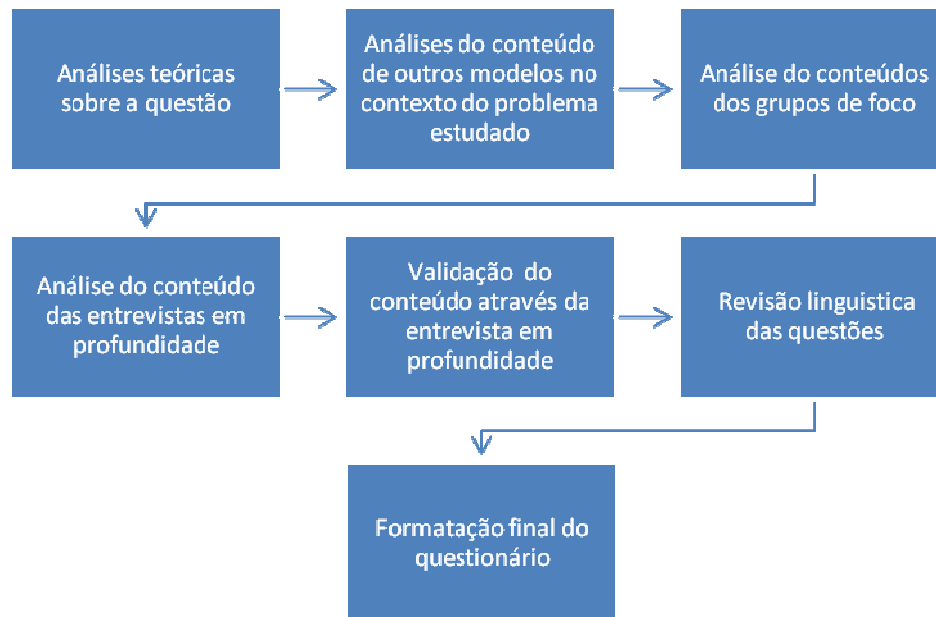 Análises teóricas
sobre a questão
Análises do conteúdo
de outros modelos no
contexto do problema
estudado
Análise do conteúdos
dos grupos de foco
Análise do conteúdo
das entrevistas em
profundidade
Validação do
conteúdo através da
entrevista em
profundidade
Revisão linguistica
das questões
Formatação final do
questionário